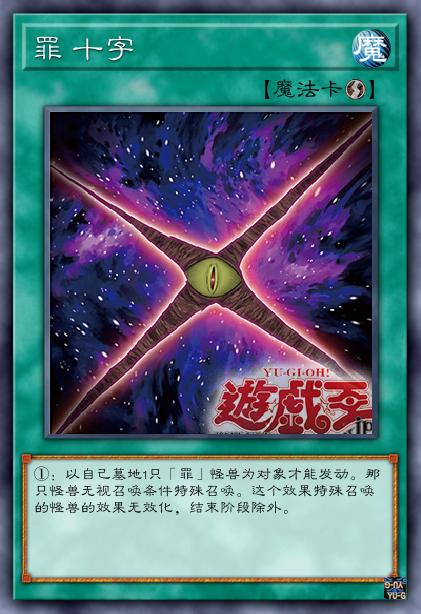 罪 十字
魔
【魔法卡】
YU-GI-OH!
遊戯王
.jp
①：以自己墓地1只「罪」怪兽为对象才能发动。那
只怪兽无视召唤条件特殊召唤。这个效果特殊召唤
的怪兽的效果无效化，结束阶段除外。
YU-G